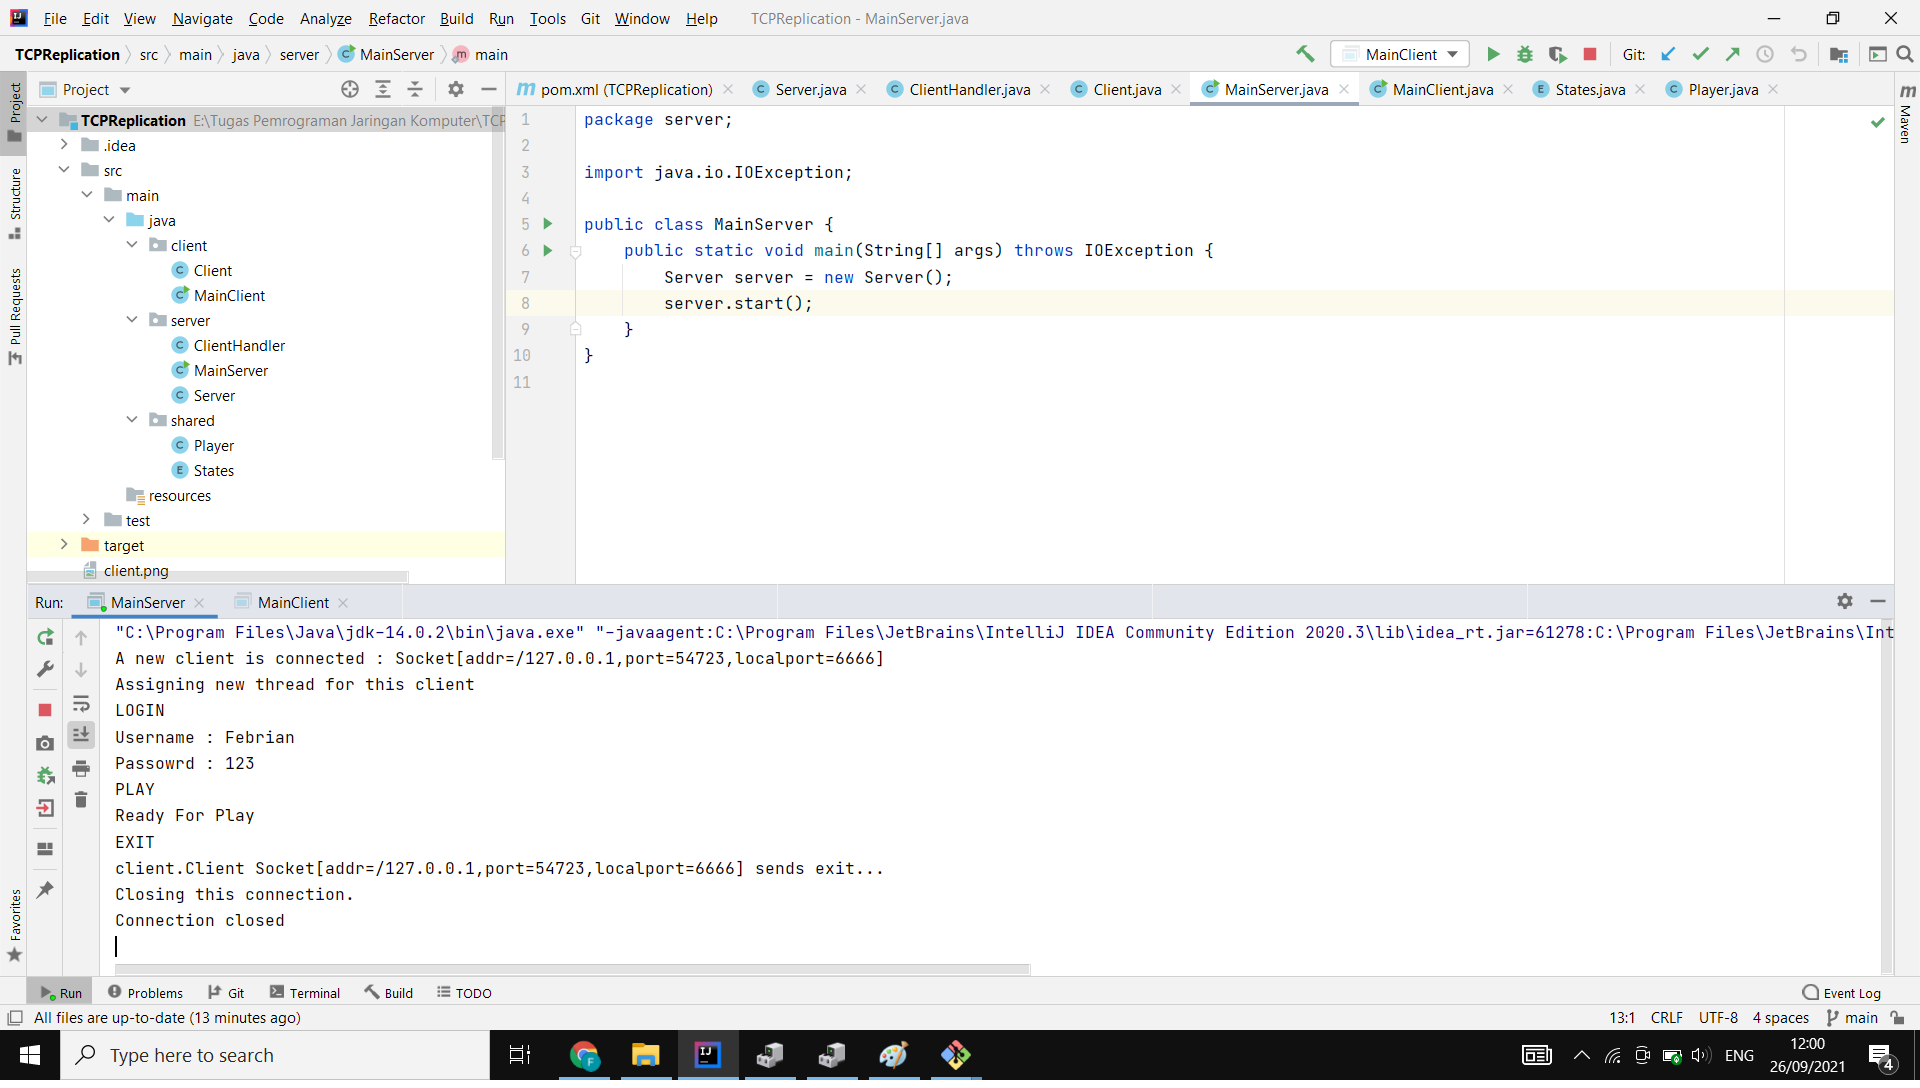 File Edit View Navigate Code Analyze Refactor Build Run Tools Git Window Help TCPReplication - MainServer.java
TCPReplication src main java server MainServer m main MainClient Git:
Project
Structure
Pull Requests
Favorites
Project
TCPReplication E:\Tugas Pemrograman Jaringan Komputer\TCP
.idea
src
main
java
client
Client
MainClient
server
ClientHandler
MainServer
Server
shared
Player
States
resources
test
target
client.png
pom.xml (TCPReplication) Server.java ClientHandler.java Client.java MainServer.java MainClient.java States.java Player.java
Maven
1 package server;
2
3 import java.io.IOException;
4
5 public class MainServer {
6 public static void main(String[] args) throws IOException {
7 Server server = new Server();
8 server.start();
9 }
10 }
11
Run: MainServer MainClient
"C:\Program Files\Java\jdk-14.0.2\bin\java.exe" "-javaagent:C:\Program Files\JetBrains\IntelliJ IDEA Community Edition 2020.3\lib\idea_rt.jar=61278:C:\Program Files\JetBrains\Int
A new client is connected : Socket[addr=/127.0.0.1,port=54723,localport=6666]
Assigning new thread for this client
LOGIN
Username : Febrian
Passowrd : 123
PLAY
Ready For Play
EXIT
client.Client Socket[addr=/127.0.0.1,port=54723,localport=6666] sends exit...
Closing this connection.
Connection closed
Run Problems Git Terminal Build TODO Event Log
All files are up-to-date (13 minutes ago) 13:1 CRLF UTF-8 4 spaces main
Type here to search ENG 12:00
26/09/2021 4